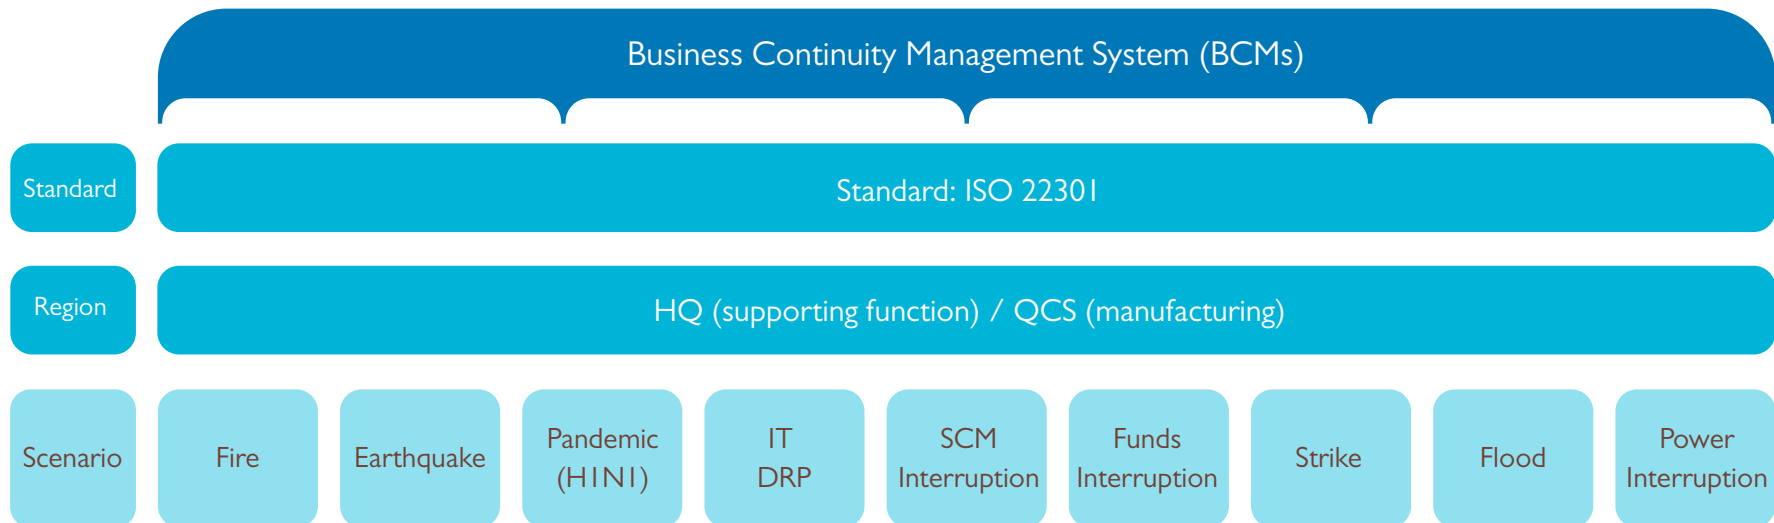 Business Continuity Management System (BCMs)
Standard
Standard: ISO 22301
Region
HQ (supporting function) / QCS (manufacturing)
Scenario
Fire
Earthquake
Pandemic
(H1N1)
IT
DRP
SCM
Interruption
Funds
Interruption
Strike
Flood
Power
Interruption